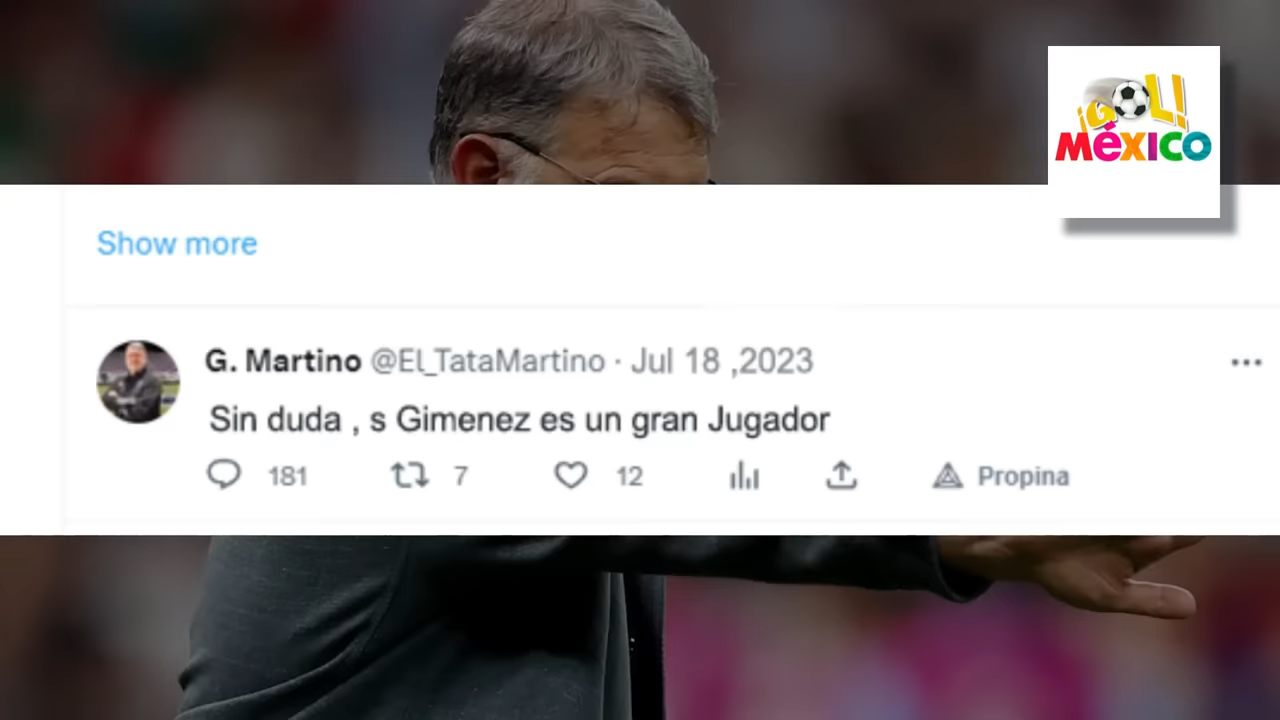 ¡GOL!
MéXICO
Show more
G. Martino @El_TataMartino · Jul 18 ,2023
Sin duda , s Gimenez es un gran Jugador
181 7 12 Propina